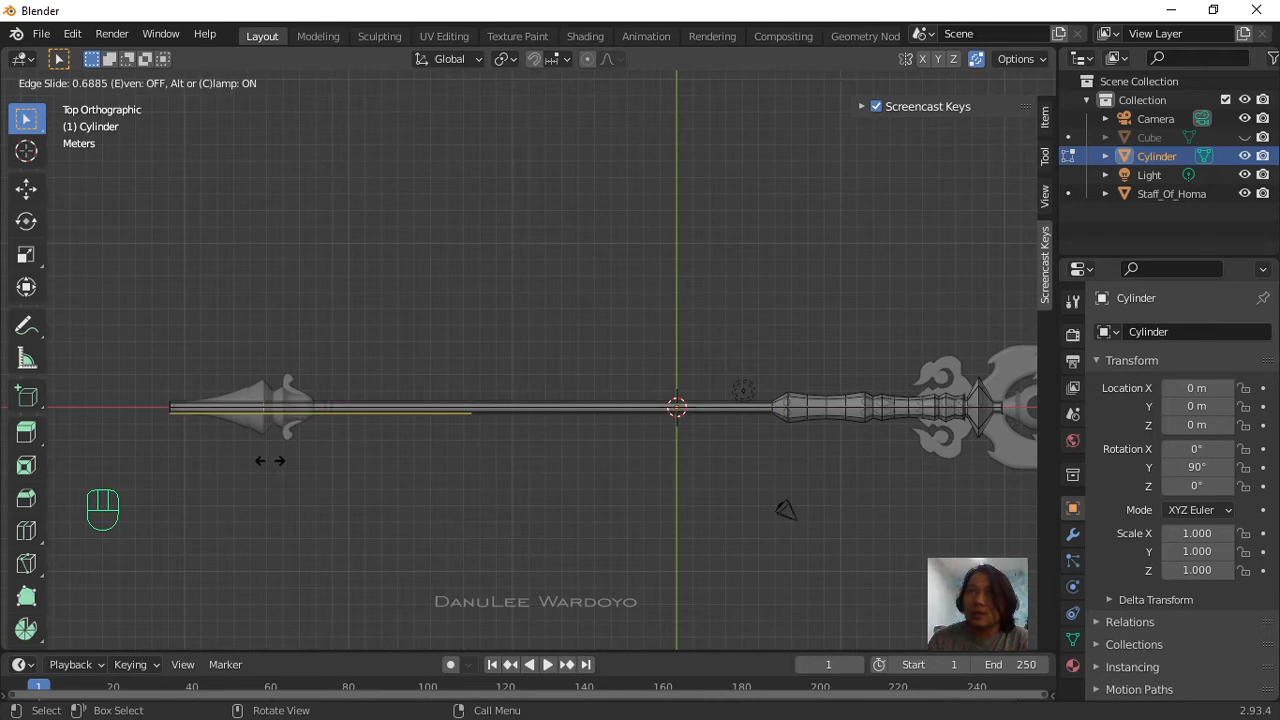 Blender
File Edit Render Window Help Layout Modeling Sculpting UV Editing Texture Paint Shading Animation Rendering Compositing Geometry Nod Scene View Layer
Global X Y Z Options
Edge Slide: 0.6885 (E)ven: OFF, Alt or (C)lamp: ON
Top Orthographic
(1) Cylinder
Meters
Screencast Keys
Item
Tool
View
Screencast Keys
Scene Collection
Collection
Camera
Cube
Cylinder
Light
Staff_Of_Homa
Cylinder
Cylinder
Transform
Location X 0 m
Y 0 m
Z 0 m
Rotation X 0°
Y 90°
Z 0°
Mode XYZ Euler
Scale X 1.000
Y 1.000
Z 1.000
Delta Transform
Relations
Collections
Instancing
Motion Paths
DanuLee Wardoyo
Playback Keying View Marker 1 Start 1 End 250
1 20 40 60 80 100 120 140 160 180 200 220 240
Select Box Select Rotate View Call Menu 2.93.4